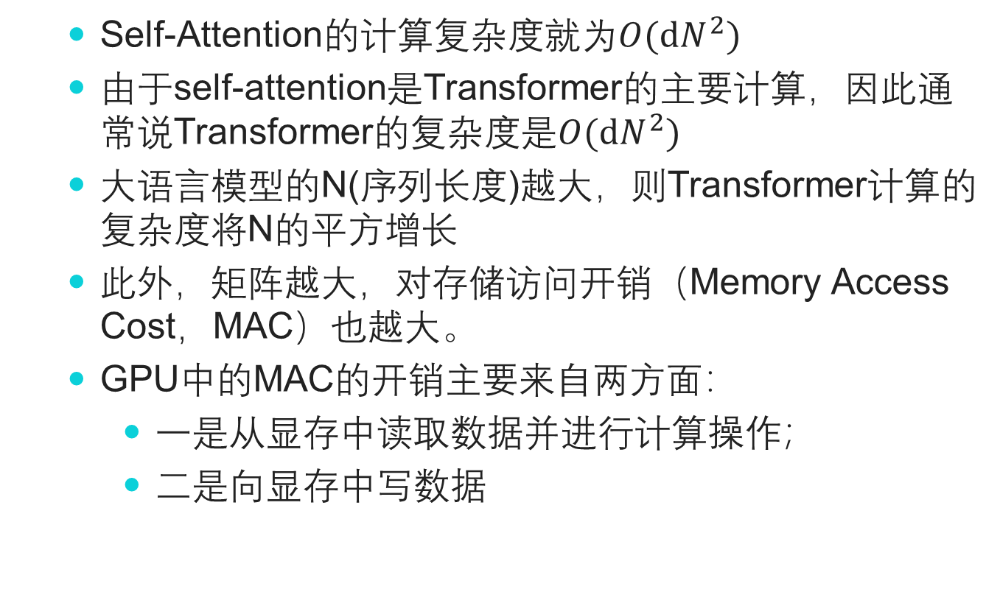 Self-Attention的计算复杂度就为𝑂(d𝑁²)
由于self-attention是Transformer的主要计算，因此通
常说Transformer的复杂度是𝑂(d𝑁²)
大语言模型的N(序列长度)越大，则Transformer计算的
复杂度将N的平方增长
此外，矩阵越大，对存储访问开销（Memory Access
Cost，MAC）也越大。
GPU中的MAC的开销主要来自两方面：
一是从显存中读取数据并进行计算操作；
二是向显存中写数据